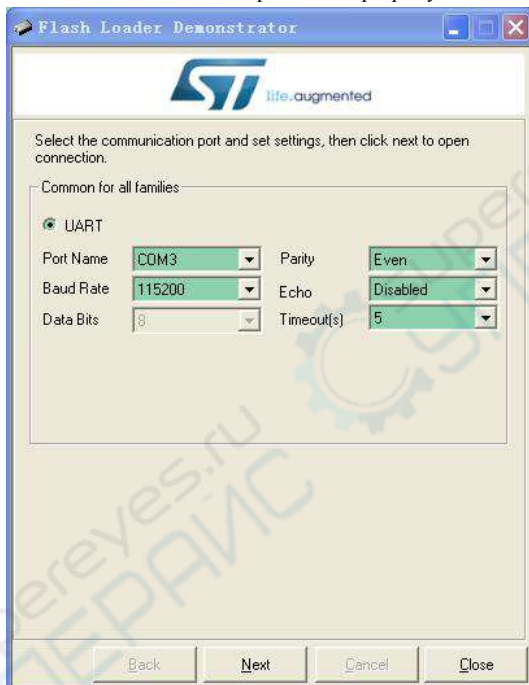 Flash Loader Demonstrator
ST life.augmented
Select the communication port and set settings, then click next to open
connection.
Common for all families
UART
Port Name COM3 Parity Even
Baud Rate 115200 Echo Disabled
Data Bits 8 Timeout(s) 5
Back Next Cancel Close